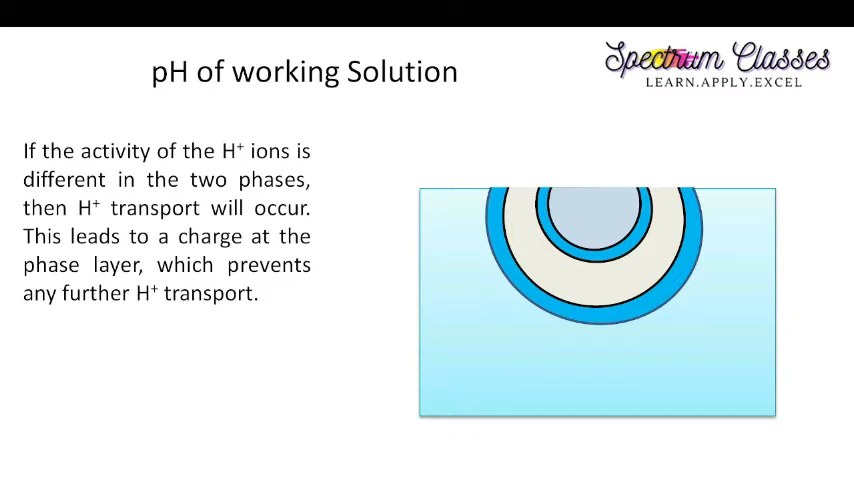 pH of working Solution
Spectrum Classes
LEARN.APPLY.EXCEL
If the activity of the H⁺ ions is
different in the two phases,
then H⁺ transport will occur.
This leads to a charge at the
phase layer, which prevents
any further H⁺ transport.